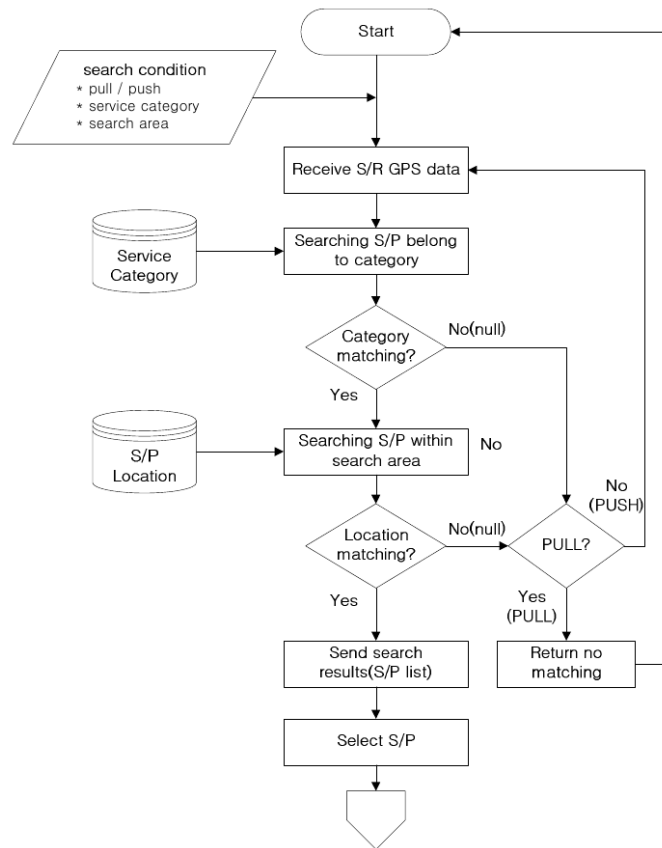 Start
search condition
* pull / push
* service category
* search area
Receive S/R GPS data
Service
Category
Searching S/P belong
to category
Category
matching?
No(null)
Yes
S/P
Location
Searching S/P within
search area
No
No
(PUSH)
Location
matching?
No(null)
PULL?
Yes
Yes
(PULL)
Send search
results(S/P list)
Return no
matching
Select S/P